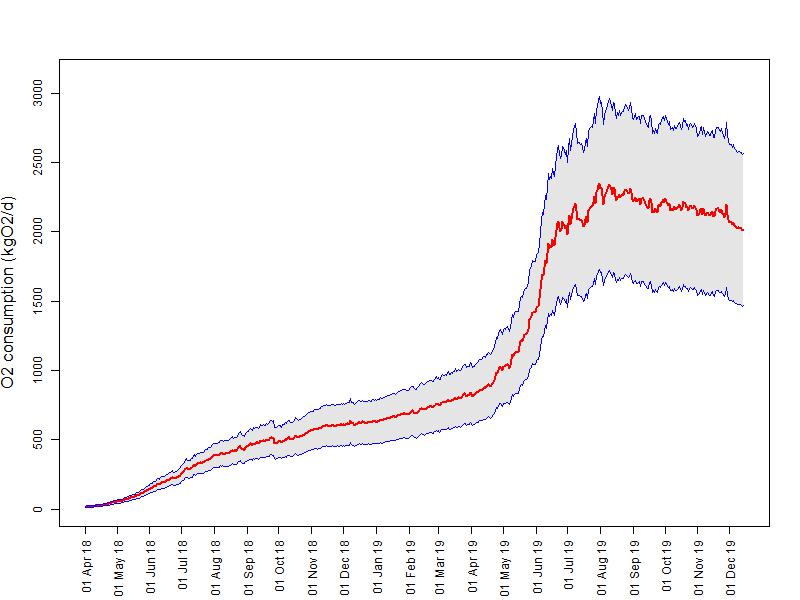 O2 consumption (kgO2/d)
3000
2500
2000
1500
1000
500
0
01 Apr 18
01 May 18
01 Jun 18
01 Jul 18
01 Aug 18
01 Sep 18
01 Oct 18
01 Nov 18
01 Dec 18
01 Jan 19
01 Feb 19
01 Mar 19
01 Apr 19
01 May 19
01 Jun 19
01 Jul 19
01 Aug 19
01 Sep 19
01 Oct 19
01 Nov 19
01 Dec 19